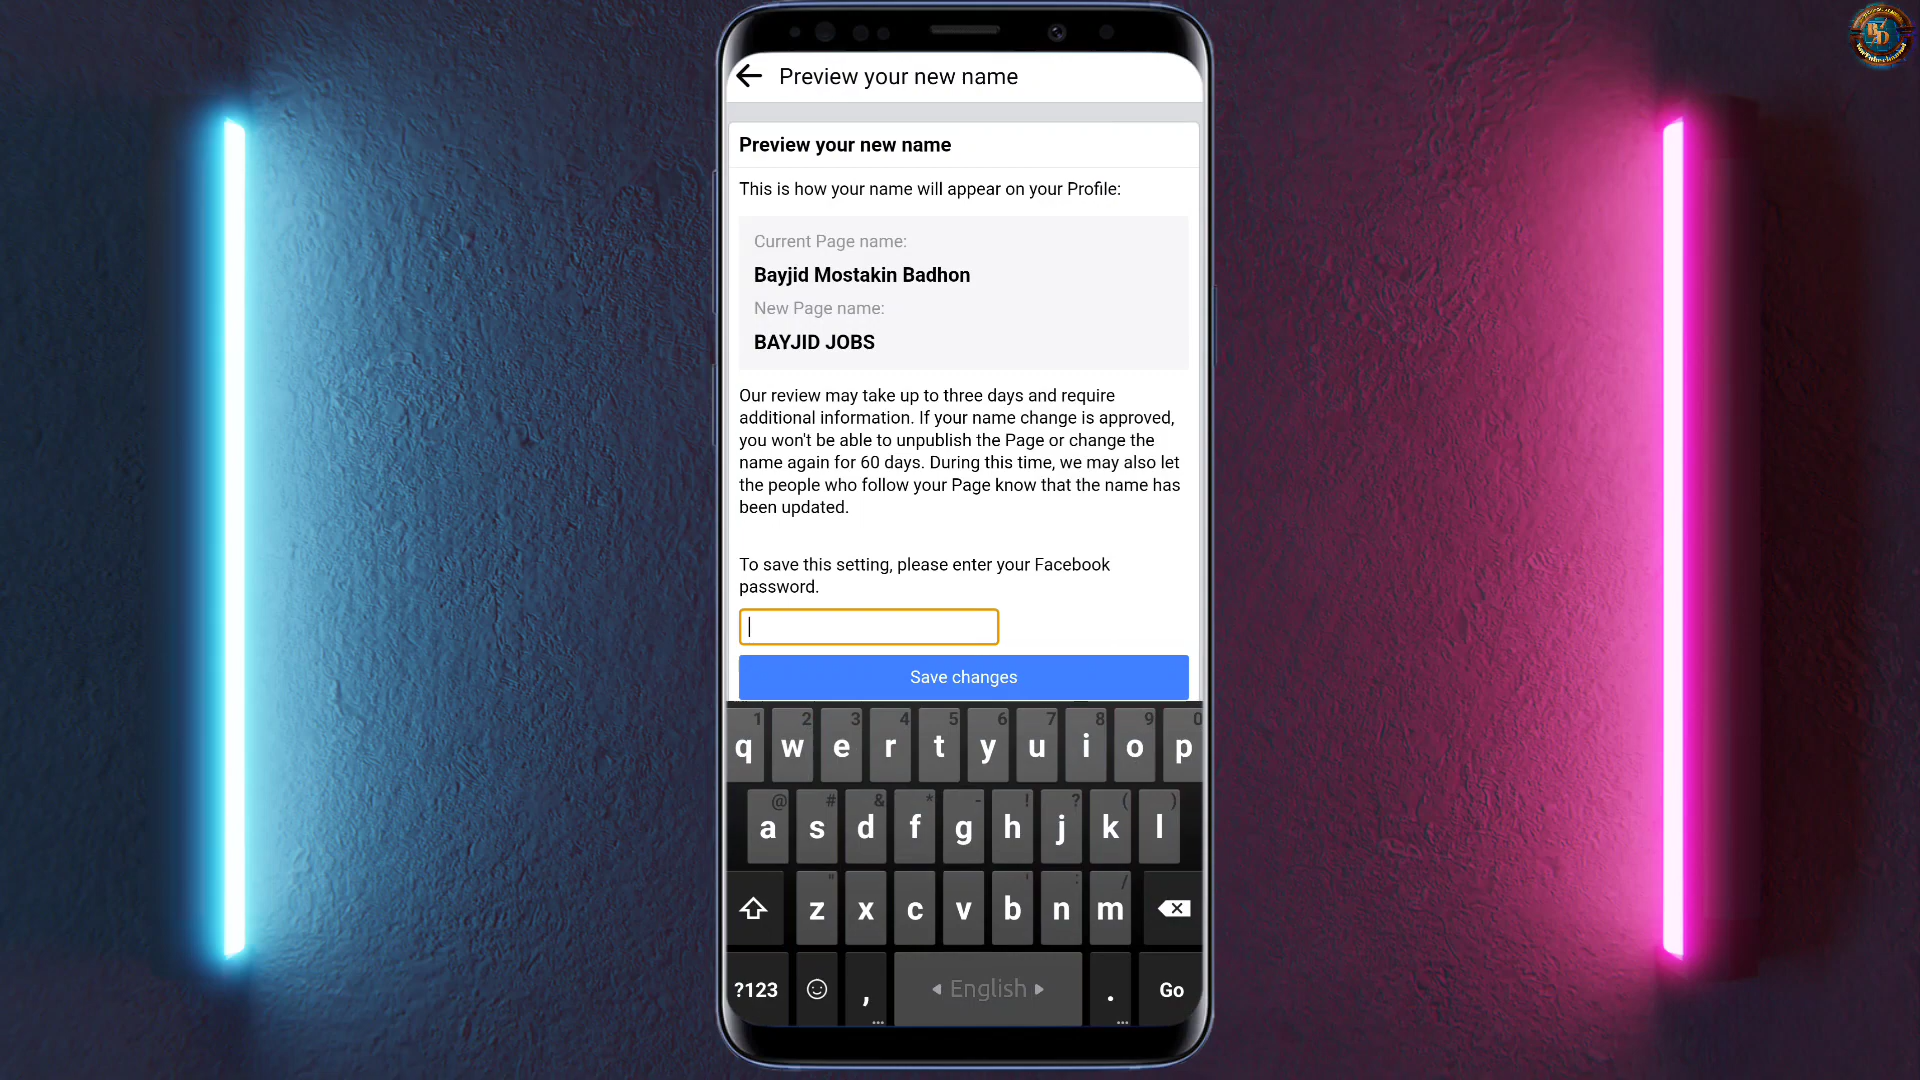 Preview your new name
Preview your new name
This is how your name will appear on your Profile:
Current Page name:
Bayjid Mostakin Badhon
New Page name:
BAYJID JOBS
Our review may take up to three days and require
additional information. If your name change is approved,
you won't be able to unpublish the Page or change the
name again for 60 days. During this time, we may also let
the people who follow your Page know that the name has
been updated.
To save this setting, please enter your Facebook
password.
Save changes
1 2 3 4 5 6 7 8 9 0
q w e r t y u i o p
@ # & * - ! ? ( )
a s d f g h j k l
" ' : /
z x c v b n m
?123 , ... English . ... Go